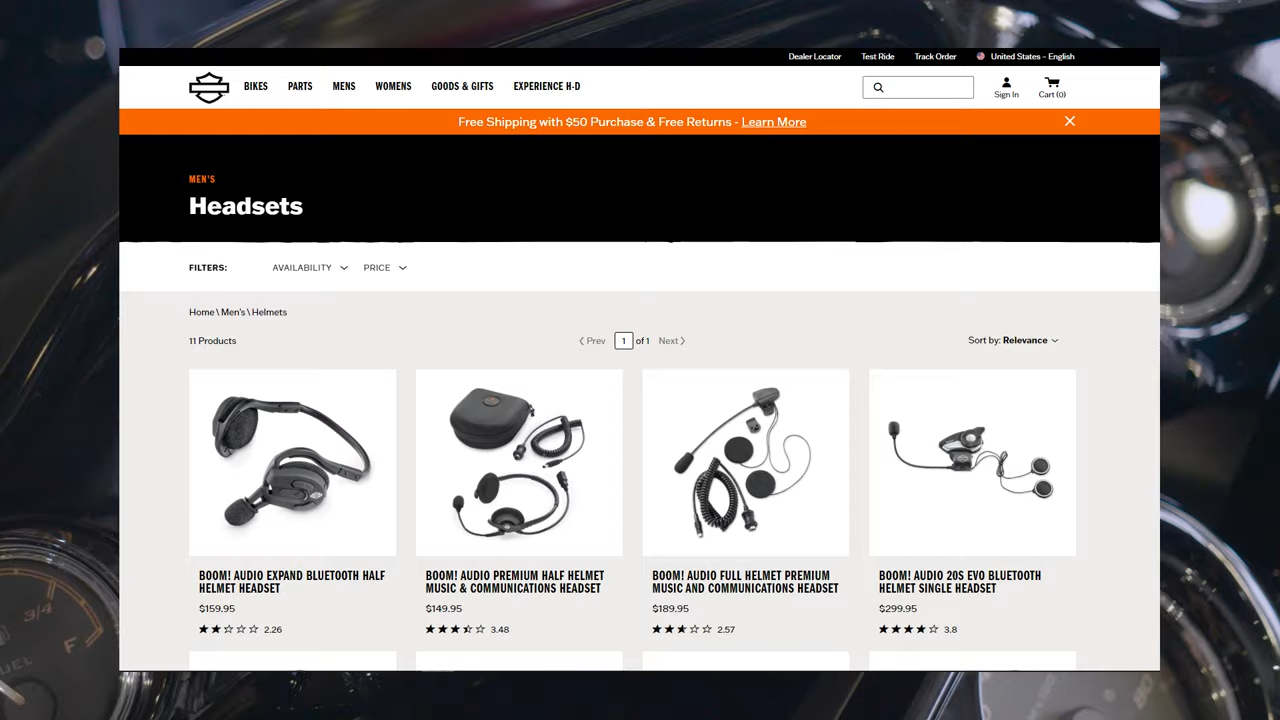 Dealer Locator Test Ride Track Order United States – English
BIKES PARTS MENS WOMENS GOODS & GIFTS EXPERIENCE H-D
Sign In Cart (0)
Free Shipping with $50 Purchase & Free Returns - Learn More
MEN'S
Headsets
FILTERS: AVAILABILITY PRICE
Home \ Men's \ Helmets
11 Products Prev 1 of 1 Next Sort by: Relevance
BOOM! AUDIO EXPAND BLUETOOTH HALF
HELMET HEADSET
$159.95
2.26
BOOM! AUDIO PREMIUM HALF HELMET
MUSIC & COMMUNICATIONS HEADSET
$149.95
3.48
BOOM! AUDIO FULL HELMET PREMIUM
MUSIC AND COMMUNICATIONS HEADSET
$189.95
2.57
BOOM! AUDIO 20S EVO BLUETOOTH
HELMET SINGLE HEADSET
$299.95
3.8
3/4
F
FUEL